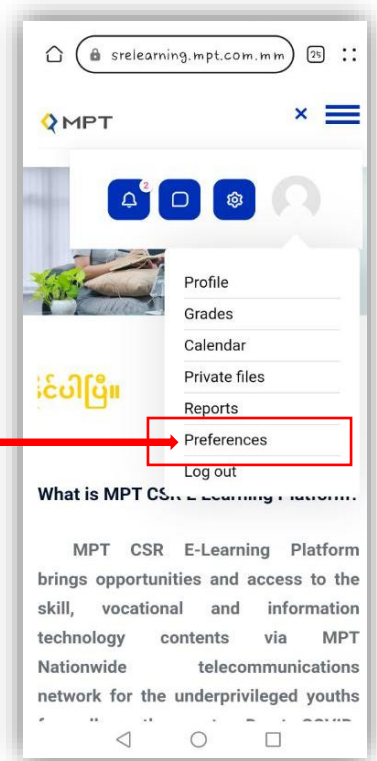 srelearning.mpt.com.mm
25
MPT
2
Profile
Grades
Calendar
Private files
Reports
Preferences
Log out
What is MPT CSR E-Learning Platform?
MPT CSR E-Learning Platform
brings opportunities and access to the
skill, vocational and information
technology contents via MPT
Nationwide telecommunications
network for the underprivileged youths